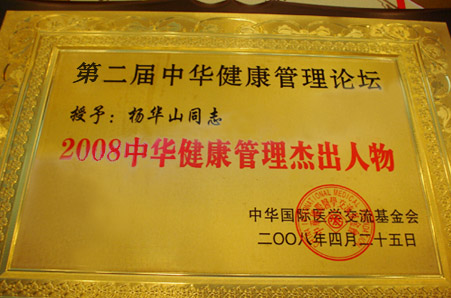 第二届中华健康管理论坛
授予：杨华山同志
2008中华健康管理杰出人物
中华国际医学交流基金会
二〇〇八年四月二十五日